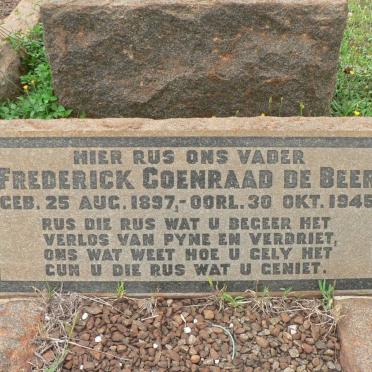 HIER RUS ONS VADER
FREDERICK COENRAAD DE BEER
GEB. 25 AUG. 1897,-OORL. 30 OKT. 1945
RUS DIE RUS WAT U BEGEER HET
VERLOS VAN PYNE EN VERDRIET,
ONS WAT WEET HOE U GELY HET
GUN U DIE RUS WAT U GENIET.